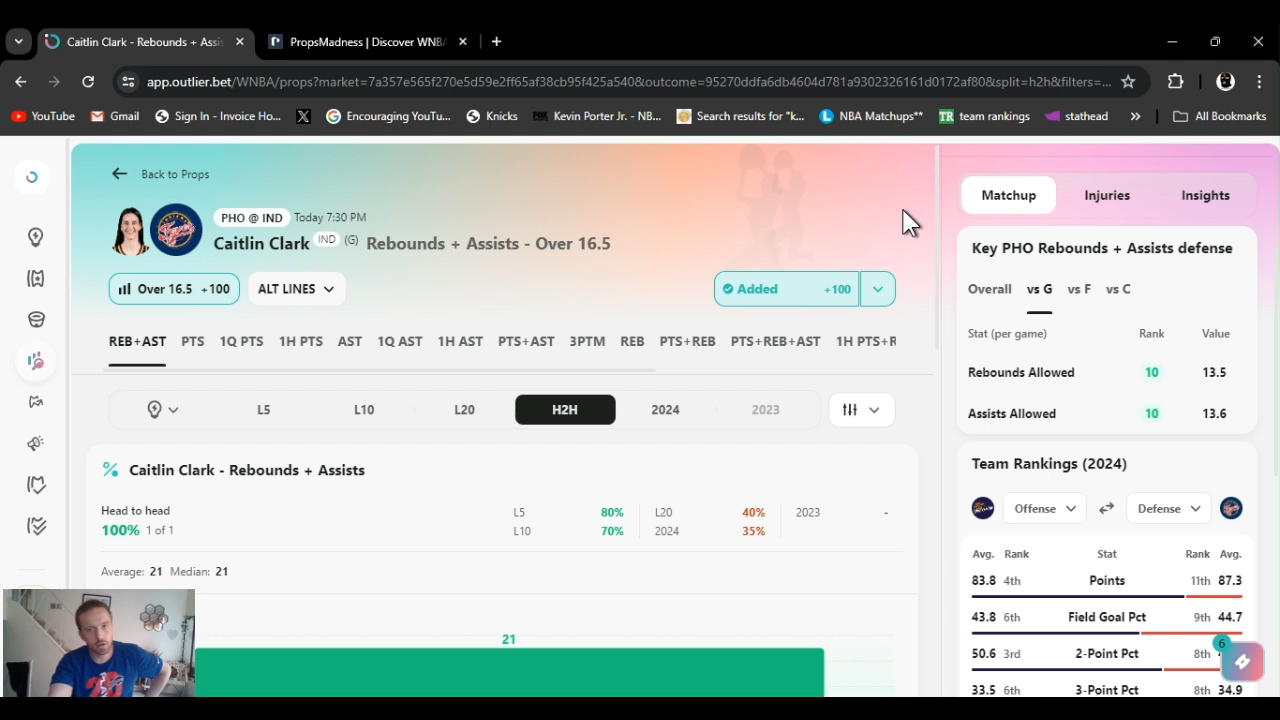 Caitlin Clark - Rebounds + Assis
PropsMadness | Discover WNBA
app.outlier.bet/WNBA/props?market=7a357e565f270e5d59e2ff65af38cb95f425a540&outcome=95270ddfa6db4604d781a9302326161d0172af80&split=h2h&filters=...
YouTube
Gmail
Sign In - Invoice Ho...
Encouraging YouTu...
Knicks
Kevin Porter Jr. - NB...
Search results for "k...
NBA Matchups**
TR team rankings
stathead
All Bookmarks
Back to Props
PHO @ IND Today 7:30 PM
Caitlin Clark IND (G) Rebounds + Assists - Over 16.5
Over 16.5 +100
ALT LINES
Added +100
REB+AST PTS 1Q PTS 1H PTS AST 1Q AST 1H AST PTS+AST 3PTM REB PTS+REB PTS+REB+AST 1H PTS+R
L5 L10 L20 H2H 2024 2023
Caitlin Clark - Rebounds + Assists
Head to head
100% 1 of 1
L5 80% L20 40% 2023 -
L10 70% 2024 35%
Average: 21 Median: 21
21
Matchup Injuries Insights
Key PHO Rebounds + Assists defense
Overall vs G vs F vs C
Stat (per game) Rank Value
Rebounds Allowed 10 13.5
Assists Allowed 10 13.6
Team Rankings (2024)
Offense Defense
Avg. Rank Stat Rank Avg.
83.8 4th Points 11th 87.3
43.8 6th Field Goal Pct 9th 44.7
50.6 3rd 2-Point Pct 8th
6
33.5 6th 3-Point Pct 8th 34.9